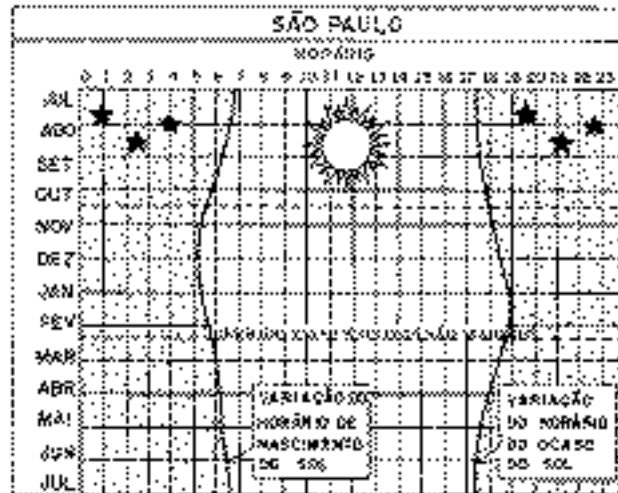 SÃO PAULO
HORÁRIO
0 1 2 3 4 5 6 7 8 9 10 11 12 13 14 15 16 17 18 19 20 21 22 23
JUL
AGO
SET
OUT
NOV
DEZ
JAN
FEV
MAR
ABR
MAI
JUN
JUL
VARIAÇÃO DO
HORÁRIO DE
NASCIMENTO
DO SOL
VARIAÇÃO
DO HORÁRIO
DO OCASO
DO SOL